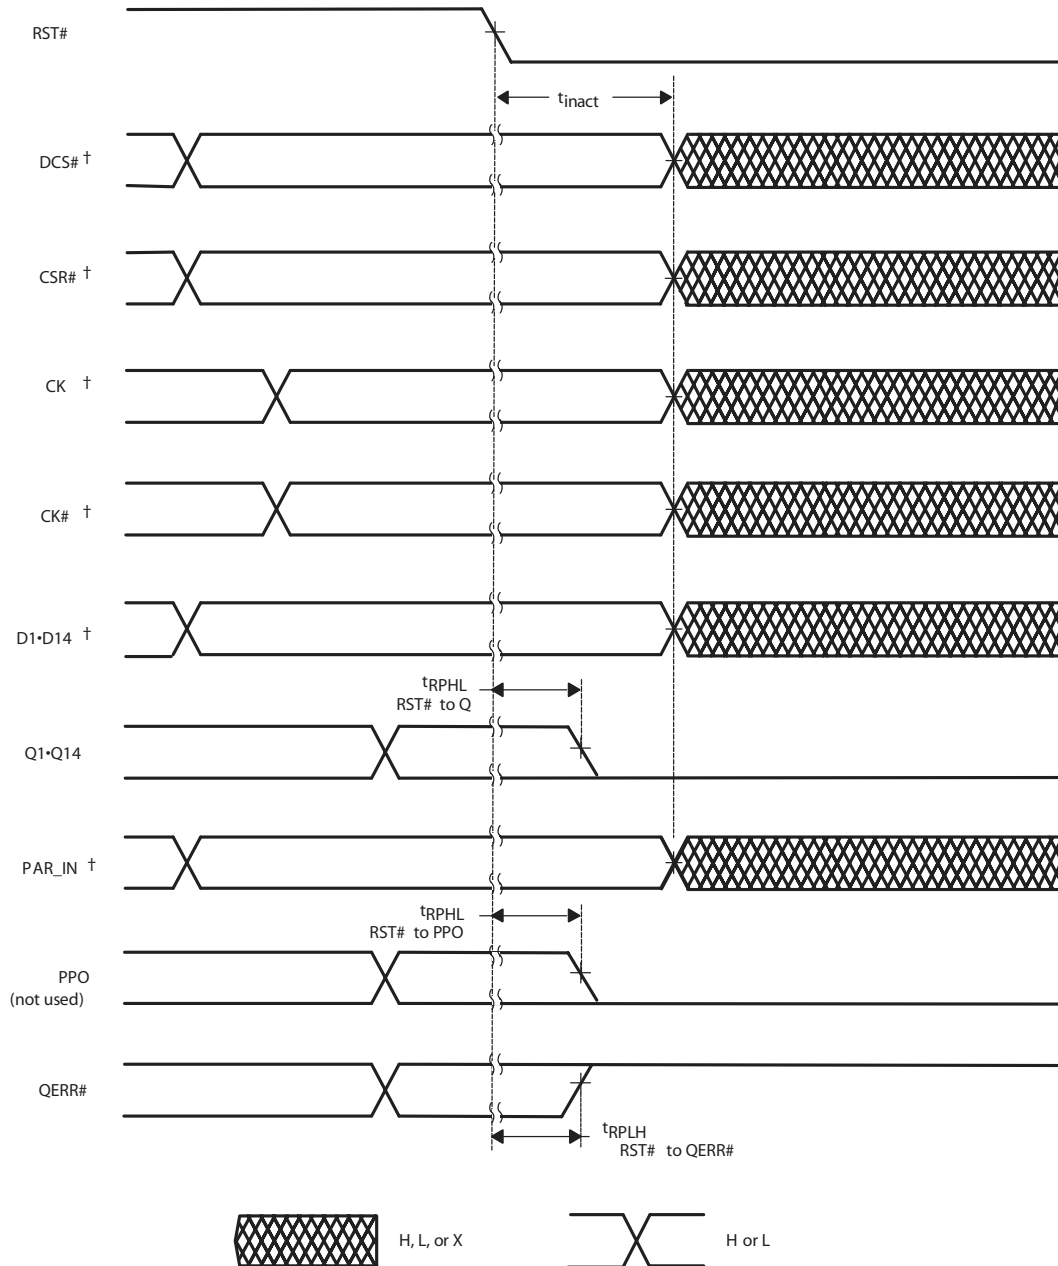 RST#
tinact
DCS# †
CSR# †
CK †
CK# †
D1•D14 †
tRPHL
RST# to Q
Q1•Q14
PAR_IN †
tRPHL
RST# to PPO
PPO
(not used)
QERR#
tRPLH
RST# to QERR#
H, L, or X
H or L